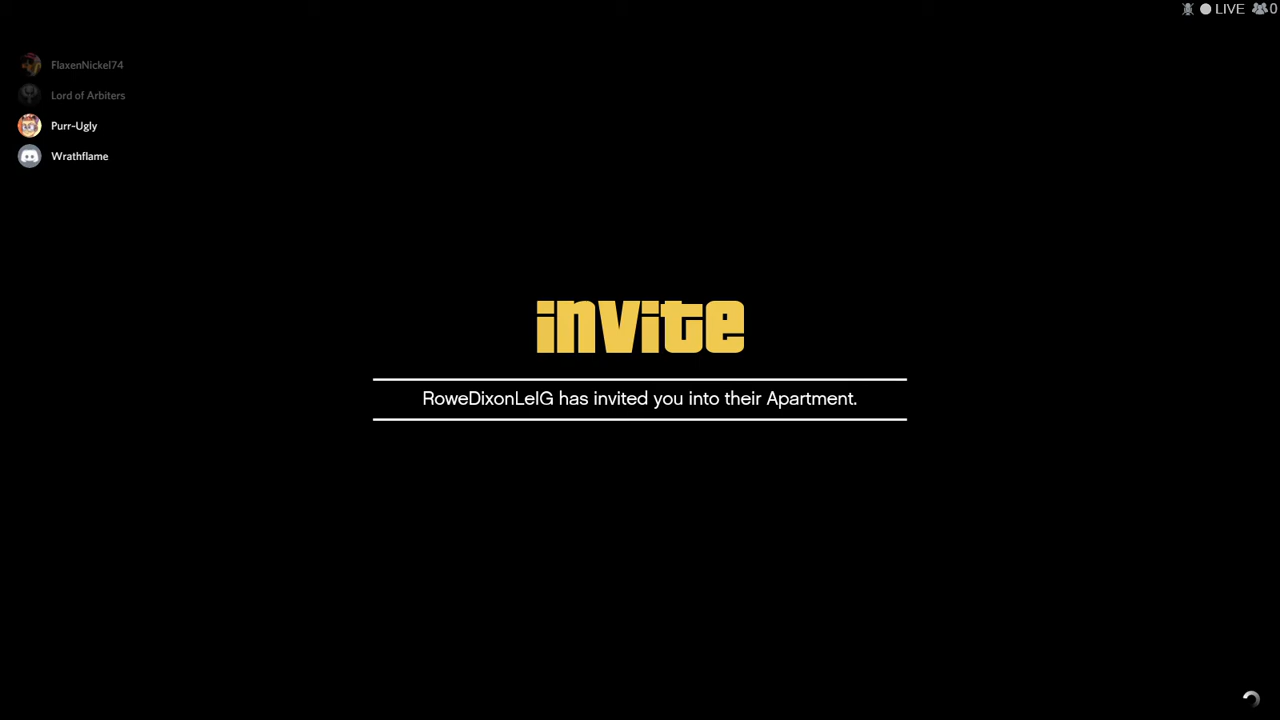 LIVE 0
FlaxenNickel74
Lord of Arbiters
Purr-Ugly
Wrathflame
invite
RoweDixonLeIG has invited you into their Apartment.